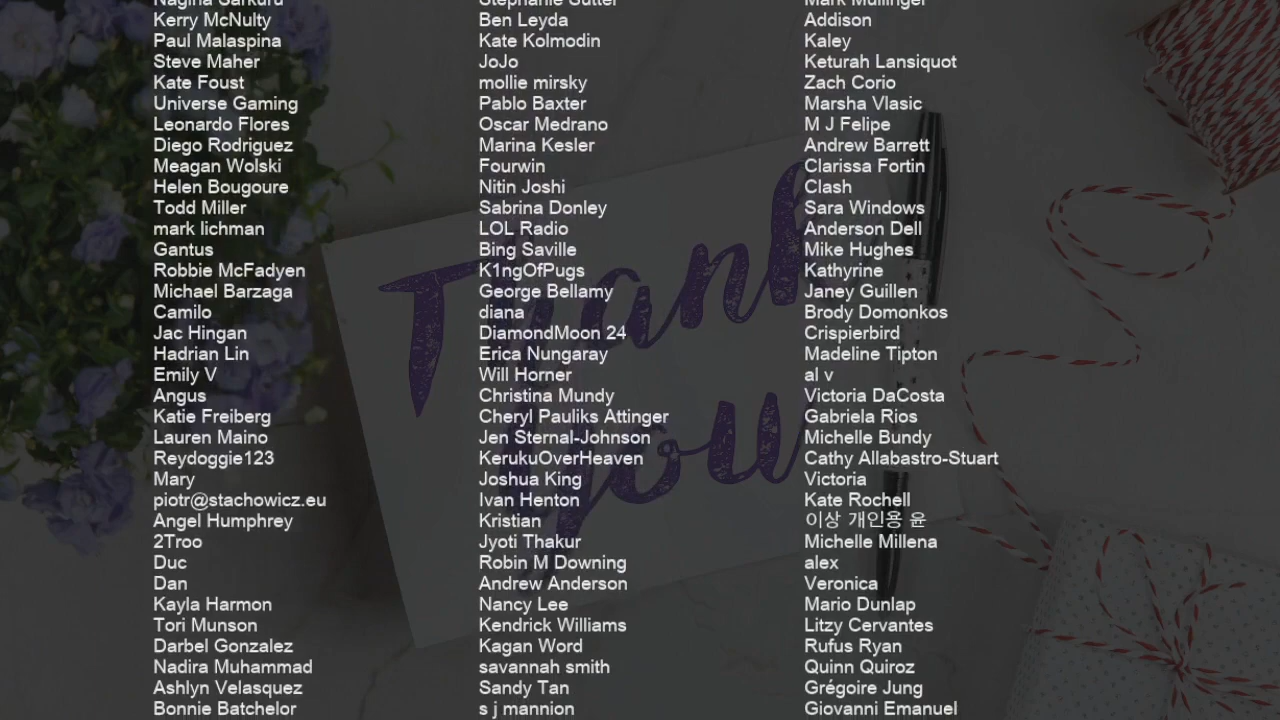 Nagina Sarkuru
Kerry McNulty
Paul Malaspina
Steve Maher
Kate Foust
Universe Gaming
Leonardo Flores
Diego Rodriguez
Meagan Wolski
Helen Bougoure
Todd Miller
mark lichman
Gantus
Robbie McFadyen
Michael Barzaga
Camilo
Jac Hingan
Hadrian Lin
Emily V
Angus
Katie Freiberg
Lauren Maino
Reydoggie123
Mary
piotr@stachowicz.eu
Angel Humphrey
2Troo
Duc
Dan
Kayla Harmon
Tori Munson
Darbel Gonzalez
Nadira Muhammad
Ashlyn Velasquez
Bonnie Batchelor
Stephanie Sutter
Ben Leyda
Kate Kolmodin
JoJo
mollie mirsky
Pablo Baxter
Oscar Medrano
Marina Kesler
Fourwin
Nitin Joshi
Sabrina Donley
LOL Radio
Bing Saville
K1ngOfPugs
George Bellamy
diana
DiamondMoon 24
Erica Nungaray
Will Horner
Christina Mundy
Cheryl Pauliks Attinger
Jen Sternal-Johnson
KerukuOverHeaven
Joshua King
Ivan Henton
Kristian
Jyoti Thakur
Robin M Downing
Andrew Anderson
Nancy Lee
Kendrick Williams
Kagan Word
savannah smith
Sandy Tan
s j mannion
Mark Mullinger
Addison
Kaley
Keturah Lansiquot
Zach Corio
Marsha Vlasic
M J Felipe
Andrew Barrett
Clarissa Fortin
Clash
Sara Windows
Anderson Dell
Mike Hughes
Kathyrine
Janey Guillen
Brody Domonkos
Crispierbird
Madeline Tipton
al v
Victoria DaCosta
Gabriela Rios
Michelle Bundy
Cathy Allabastro-Stuart
Victoria
Kate Rochell
이상 개인용 윤
Michelle Millena
alex
Veronica
Mario Dunlap
Litzy Cervantes
Rufus Ryan
Quinn Quiroz
Grégoire Jung
Giovanni Emanuel
Thank
You